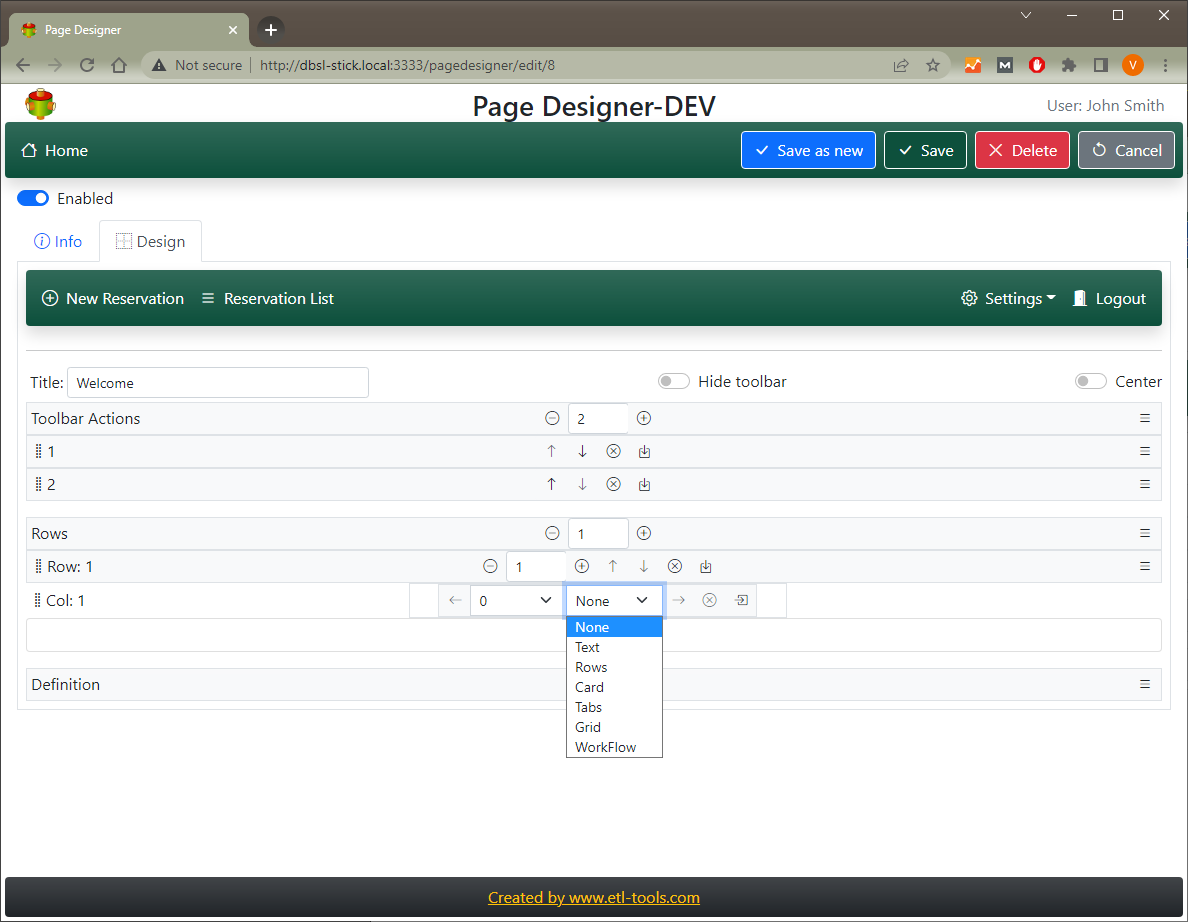 Page Designer
Not secure http://dbsl-stick.local:3333/pagedesigner/edit/8
M
V
Page Designer-DEV
User: John Smith
Home
Save as new
Save
Delete
Cancel
Enabled
Info
Design
New Reservation
Reservation List
Settings
Logout
Title: Welcome
Hide toolbar
Center
Toolbar Actions
2
1
2
Rows
1
Row: 1
1
Col: 1
0
None
None
Text
Rows
Card
Tabs
Grid
WorkFlow
Definition
Created by www.etl-tools.com